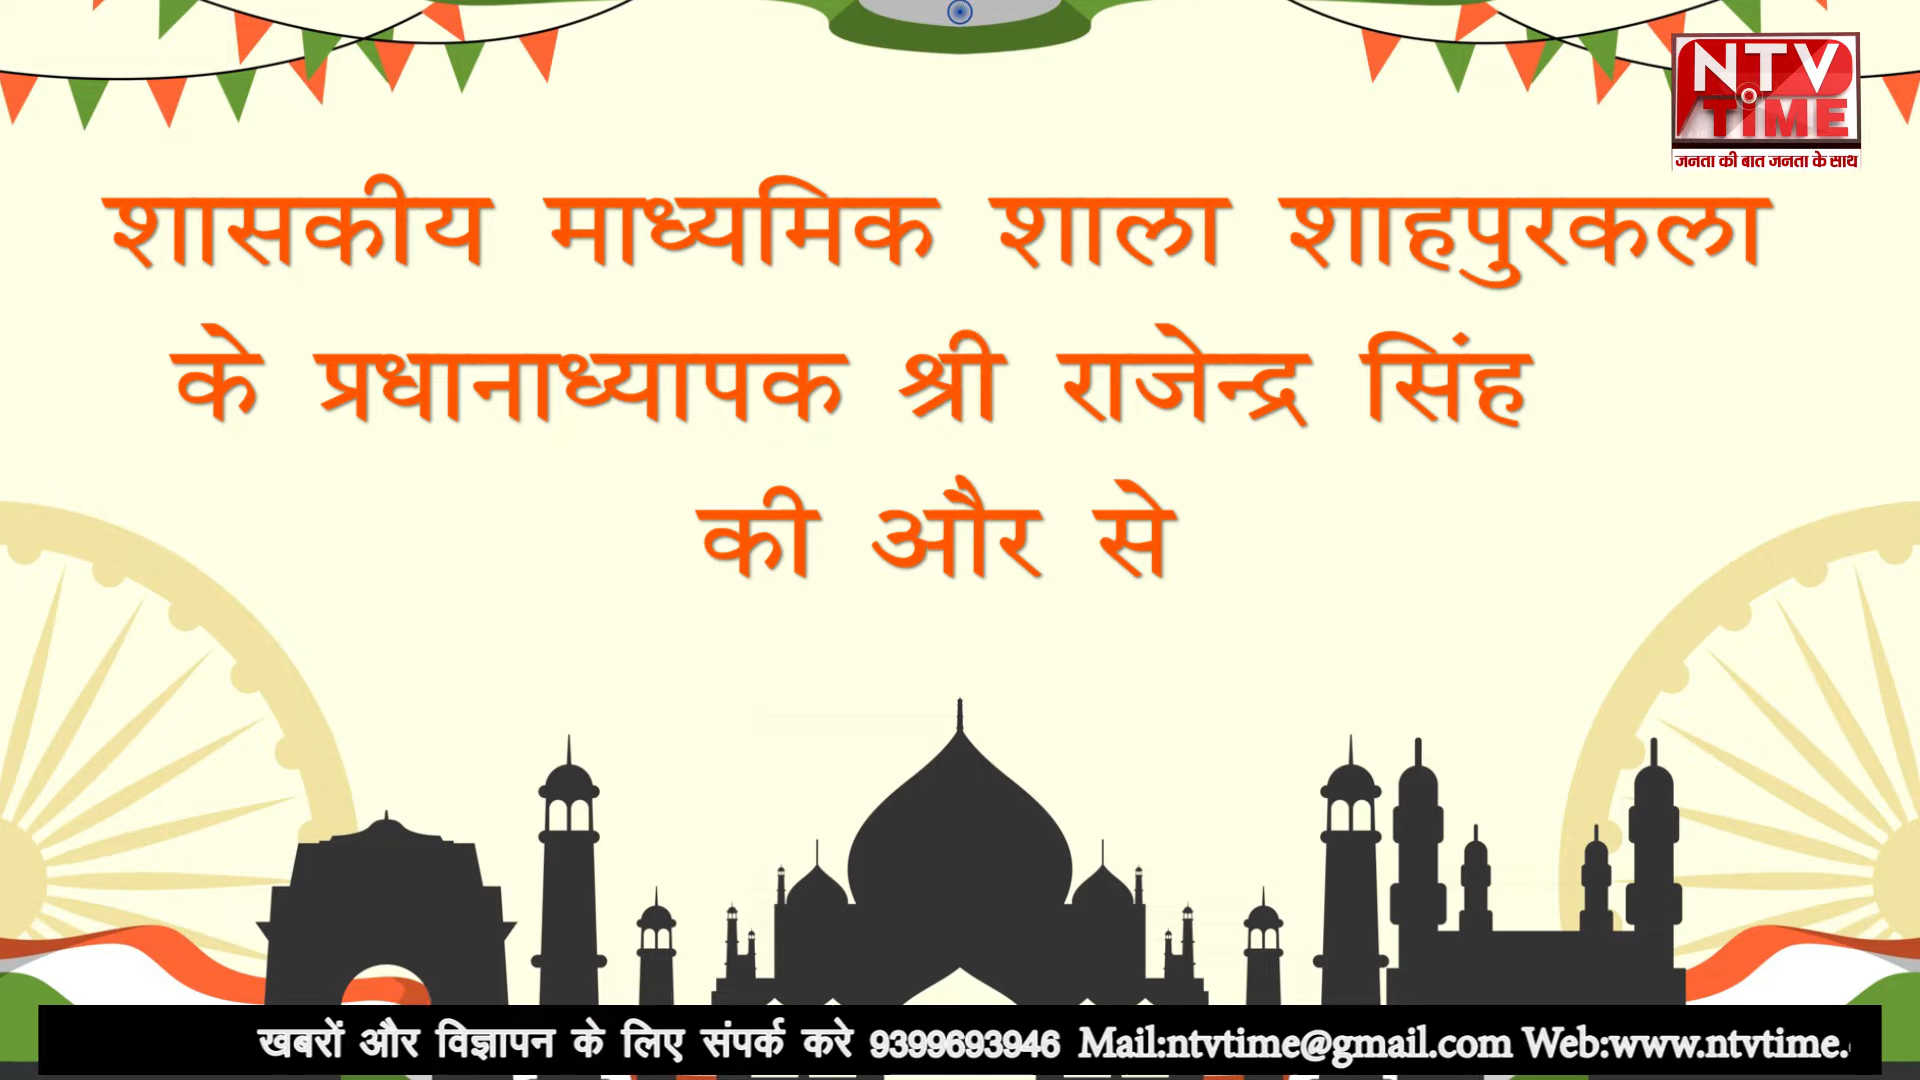 NTV
TIME
जनता की बात जनता के साथ
शासकीय माध्यमिक शाला शाहपुरकला
के प्रधानाध्यापक श्री राजेन्द्र सिंह
की और से
खबरों और विज्ञापन के लिए संपर्क करे 9399693946 Mail:ntvtime@gmail.com Web:www.ntvtime.